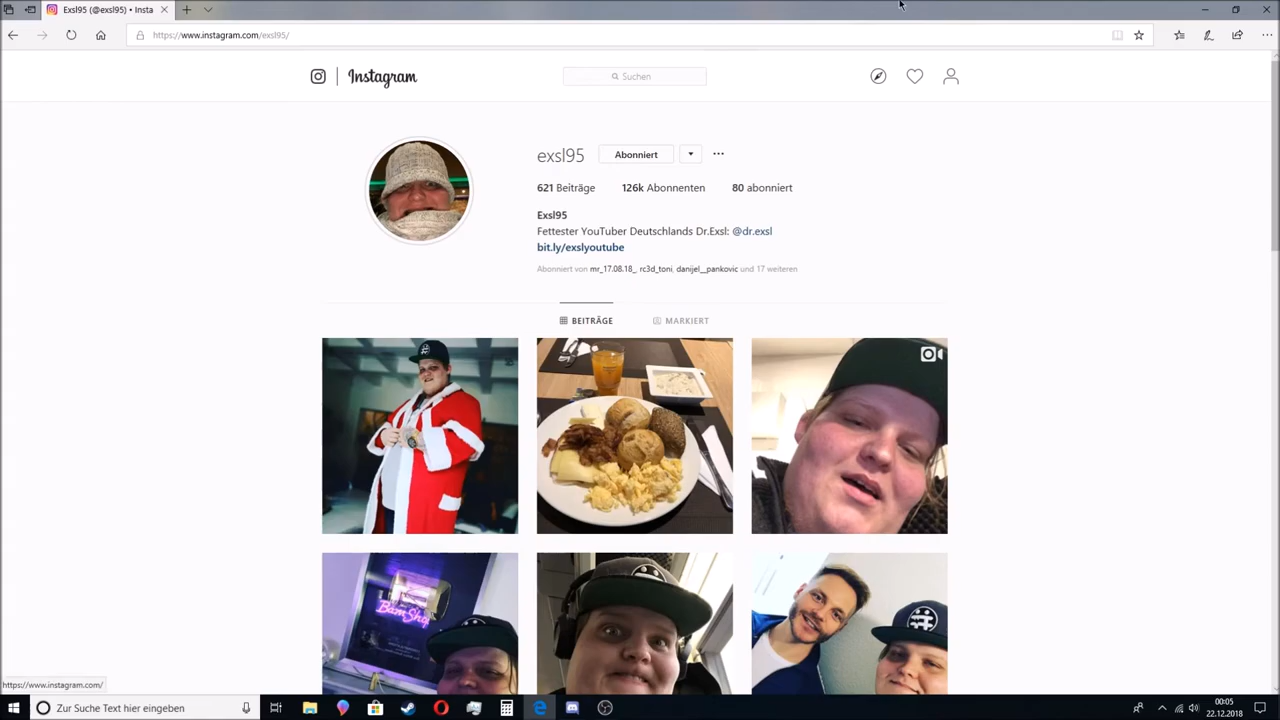 Exsl95 (@exsl95) • Insta
https://www.instagram.com/exsl95/
Instagram
Suchen
exsl95 Abonniert
621 Beiträge 126k Abonnenten 80 abonniert
Exsl95
Fettester YouTuber Deutschlands Dr.Exsl: @dr.exsl
bit.ly/exslyoutube
Abonniert von mr_17.08.18_, rc3d_toni, danijel__pankovic und 17 weiteren
BEITRÄGE MARKIERT
https://www.instagram.com/
Zur Suche Text hier eingeben
00:05
22.12.2018